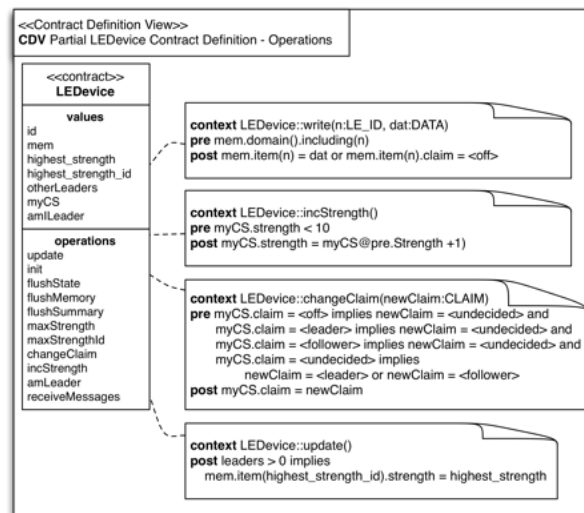 <<Contract Definition View>>
CDV Partial LEDevice Contract Definition - Operations
<<contract>>
LEDevice
values
id
mem
highest_strength
highest_strength_id
otherLeaders
myCS
amILeader
operations
update
init
flushState
flushMemory
flushSummary
maxStrength
maxStrengthId
changeClaim
incStrength
amLeader
receiveMessages
context LEDevice::write(n:LE_ID, dat:DATA)
pre mem.domain().including(n)
post mem.item(n) = dat or mem.item(n).claim = <off>
context LEDevice::incStrength()
pre myCS.strength < 10
post myCS.strength = myCS@pre.Strength +1)
context LEDevice::changeClaim(newClaim:CLAIM)
pre myCS.claim = <off> implies newClaim = <undecided> and
myCS.claim = <leader> implies newClaim = <undecided> and
myCS.claim = <follower> implies newClaim = <undecided> and
myCS.claim = <undecided> implies
newClaim = <leader> or newClaim = <follower>
post myCS.claim = newClaim
context LEDevice::update()
post leaders > 0 implies
mem.item(highest_strength_id).strength = highest_strength